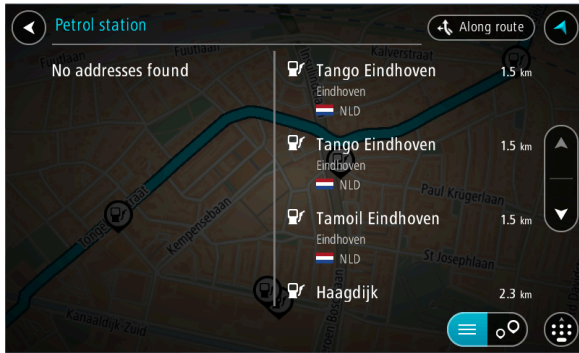 Petrol station
Along route
No addresses found
Tango Eindhoven
1.5 km
Eindhoven
NLD
Tango Eindhoven
1.5 km
Eindhoven
NLD
Tamoil Eindhoven
1.5 km
Eindhoven
NLD
Haagdijk
2.3 km
Fuutlaan
Fuutlaan
Kalverstraat
Paul Krugerlaan
St Josephlaan
Kempensebaan
Kanaaldijk-Zuid